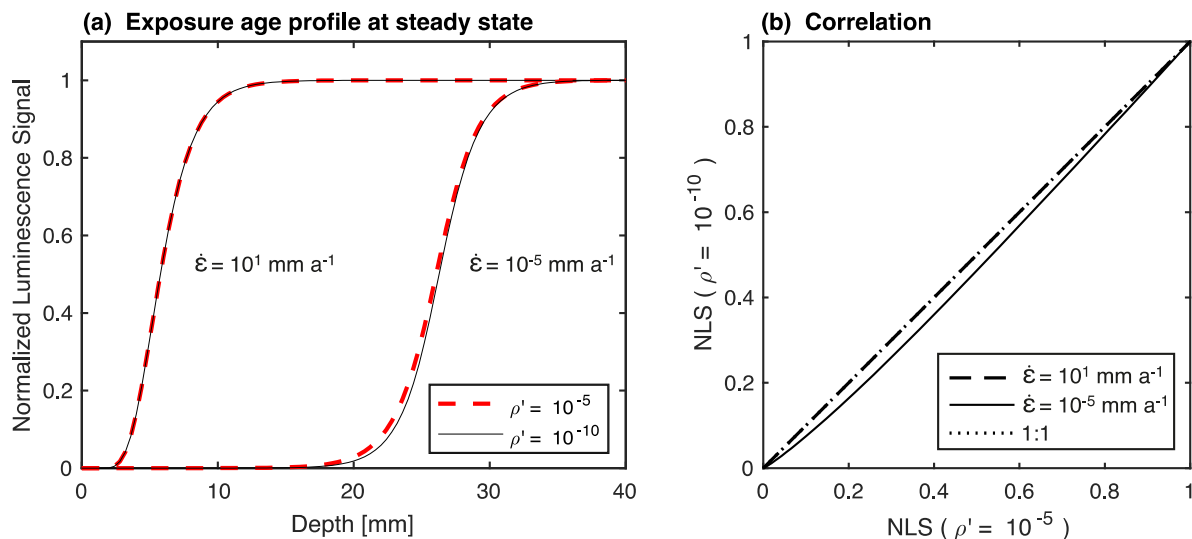 (a) Exposure age profile at steady state
Normalized Luminescence Signal
1
0.8
0.6
0.4
0.2
0
ε̇ = 10¹ mm a⁻¹
ε̇ = 10⁻⁵ mm a⁻¹
ρ' = 10⁻⁵
ρ' = 10⁻¹⁰
0 10 20 30 40
Depth [mm]
(b) Correlation
NLS ( ρ' = 10⁻¹⁰)
1
0.8
0.6
0.4
0.2
0
ε̇ = 10¹ mm a⁻¹
ε̇ = 10⁻⁵ mm a⁻¹
1:1
0 0.2 0.4 0.6 0.8 1
NLS ( ρ' = 10⁻⁵)